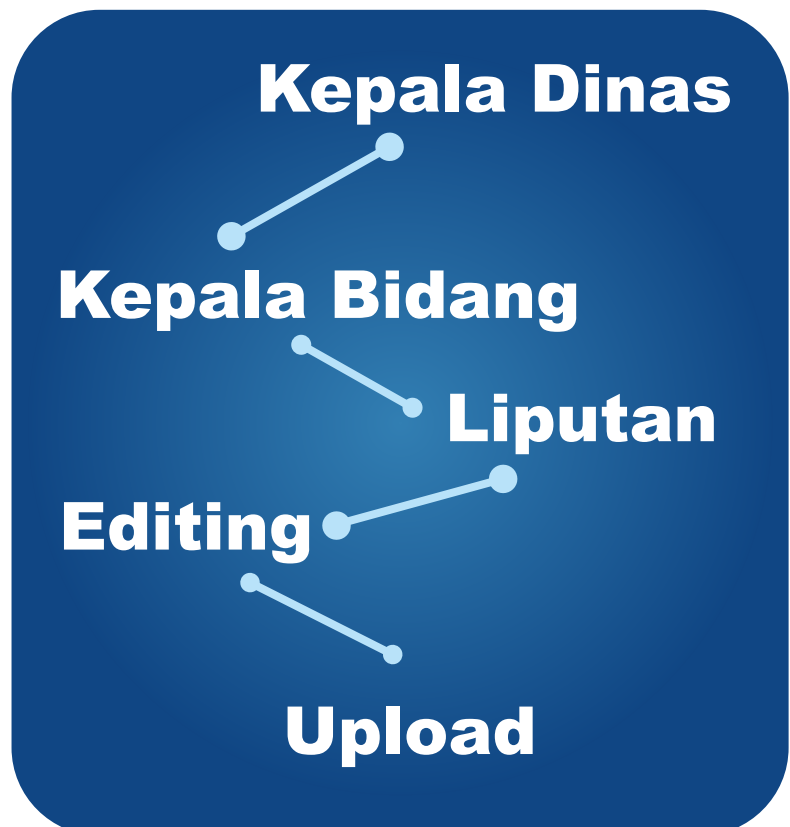 Kepala Dinas
Kepala Bidang
Liputan
Editing
Upload